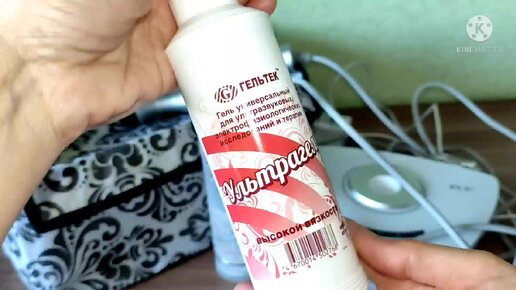 KINEMASTER
ГЕЛЬТЕК
Гель универсальный
для ультразвуковых,
электрофизиологических
исследований и терапии
Ультрагель
ВЫСОКОЙ ВЯЗКОСТИ